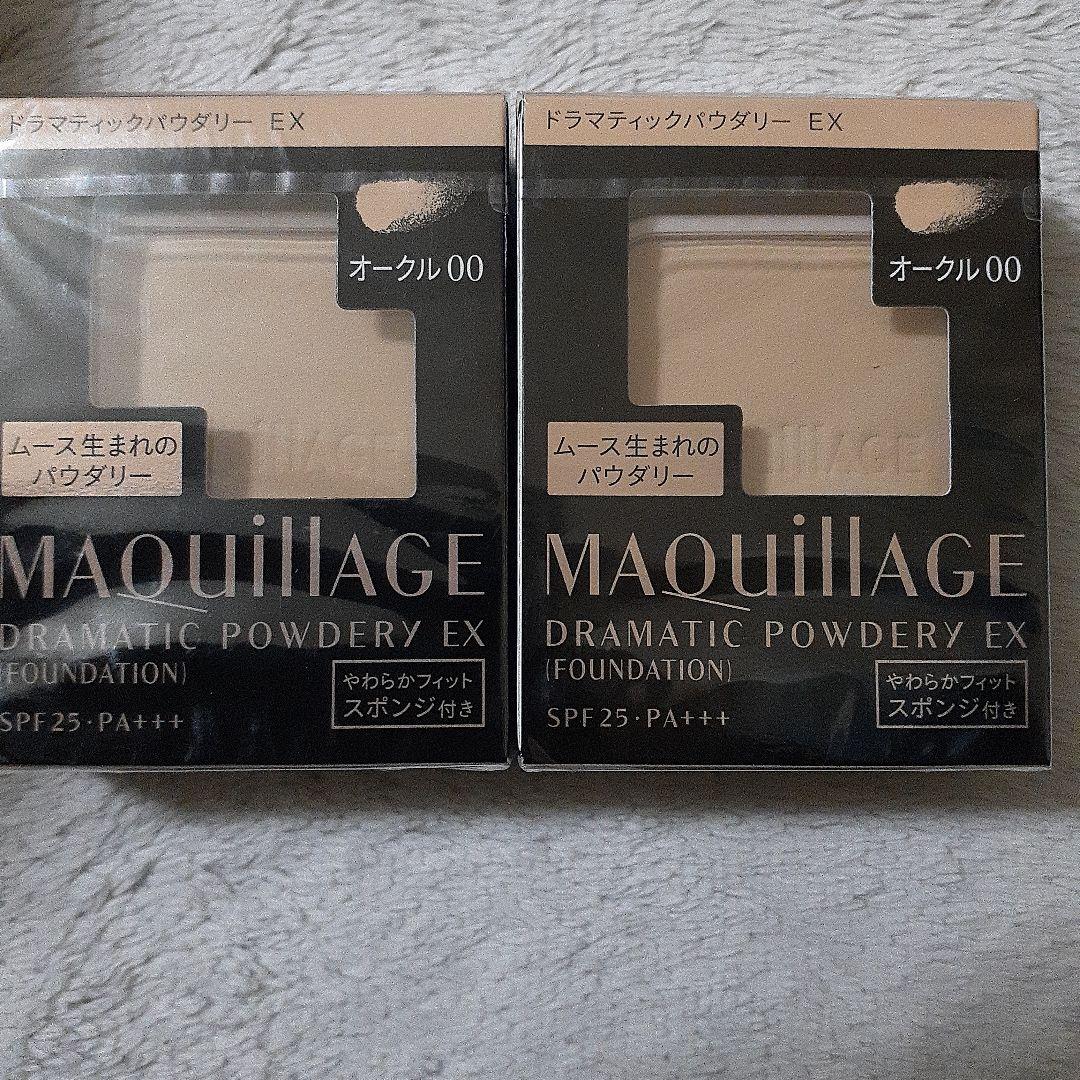 ドラマティックパウダリー EX
オークル 00
ムース生まれの
パウダリー
MAQuillAGE
DRAMATIC POWDERY EX
(FOUNDATION)
SPF25・PA+++
やわらかフィット
スポンジ付き
ドラマティックパウダリー EX
オークル 00
illAGE
ムース生まれの
パウダリー
MAQuillAGE
DRAMATIC POWDERY EX
(FOUNDATION)
SPF25・PA+++
やわらかフィット
スポンジ付き